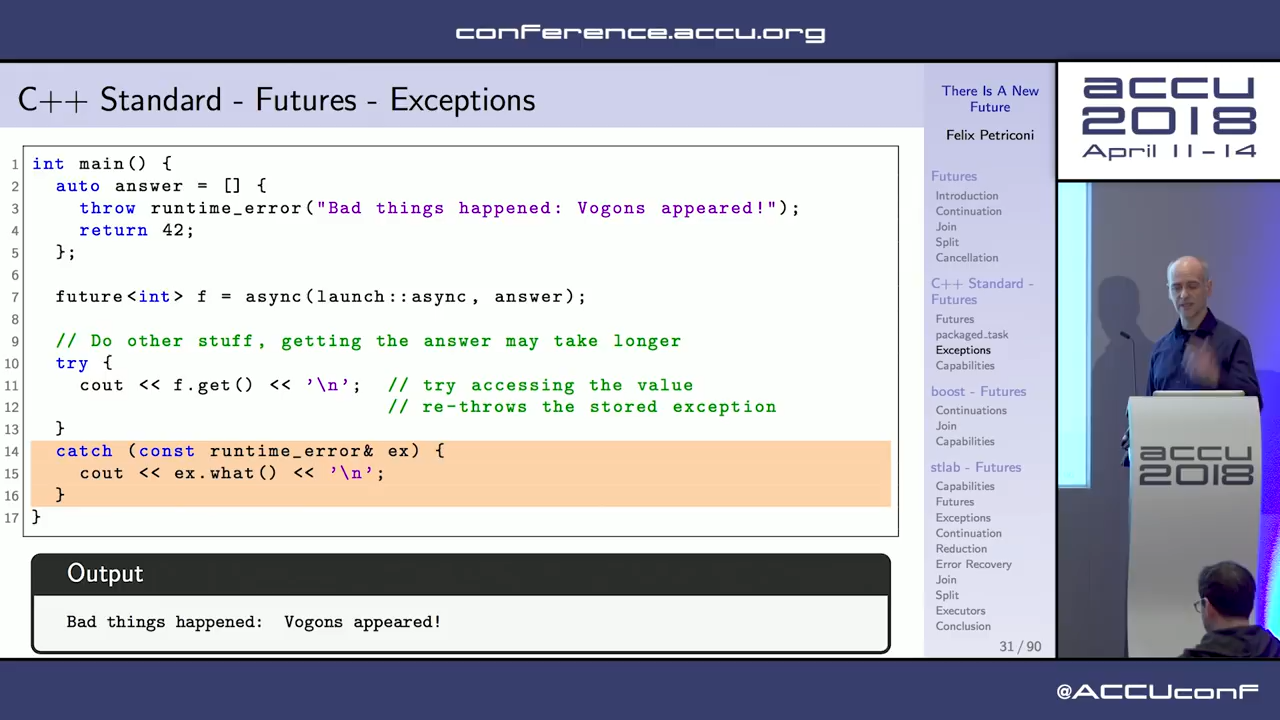 conference.accu.org
C++ Standard - Futures - Exceptions
1 int main() {
2 auto answer = [] {
3 throw runtime_error("Bad things happened: Vogons appeared!");
4 return 42;
5 };
6
7 future<int> f = async(launch::async, answer);
8
9 // Do other stuff, getting the answer may take longer
10 try {
11 cout << f.get() << '\n'; // try accessing the value
12 // re-throws the stored exception
13 }
14 catch (const runtime_error& ex) {
15 cout << ex.what() << '\n';
16 }
17 }
Output
Bad things happened: Vogons appeared!
There Is A New
Future
Felix Petriconi
Futures
Introduction
Continuation
Join
Split
Cancellation
C++ Standard -
Futures
Futures
packaged_task
Exceptions
Capabilities
boost - Futures
Continuations
Join
Capabilities
stlab - Futures
Capabilities
Futures
Exceptions
Continuation
Reduction
Error Recovery
Join
Split
Executors
Conclusion
31 / 90
accu
2018
April 11-14
accu
2018
@ACCUconf